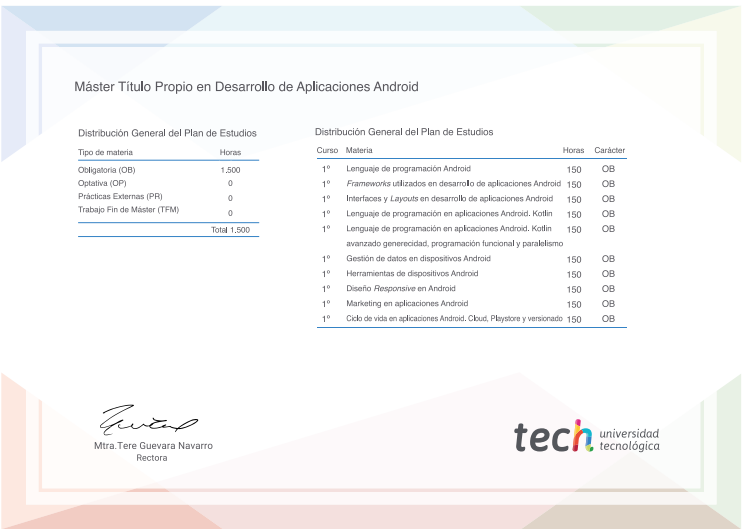 Máster Título Propio en Desarrollo de Aplicaciones Android
Distribución General del Plan de Estudios
Tipo de materia Horas
Obligatoria (OB) 1.500
Optativa (OP) 0
Prácticas Externas (PR) 0
Trabajo Fin de Máster (TFM) 0
Total 1.500
Distribución General del Plan de Estudios
Curso Materia Horas Carácter
1º Lenguaje de programación Android 150 OB
1º Frameworks utilizados en desarrollo de aplicaciones Android 150 OB
1º Interfaces y Layouts en desarrollo de aplicaciones Android 150 OB
1º Lenguaje de programación en aplicaciones Android. Kotlin 150 OB
1º Lenguaje de programación en aplicaciones Android. Kotlin 150 OB
avanzado generecidad, programación funcional y paralelismo
1º Gestión de datos en dispositivos Android 150 OB
1º Herramientas de dispositivos Android 150 OB
1º Diseño Responsive en Android 150 OB
1º Marketing en aplicaciones Android 150 OB
1º Ciclo de vida en aplicaciones Android. Cloud, Playstore y versionado 150 OB
Mtra.Tere Guevara Navarro
Rectora
tech universidad
tecnológica